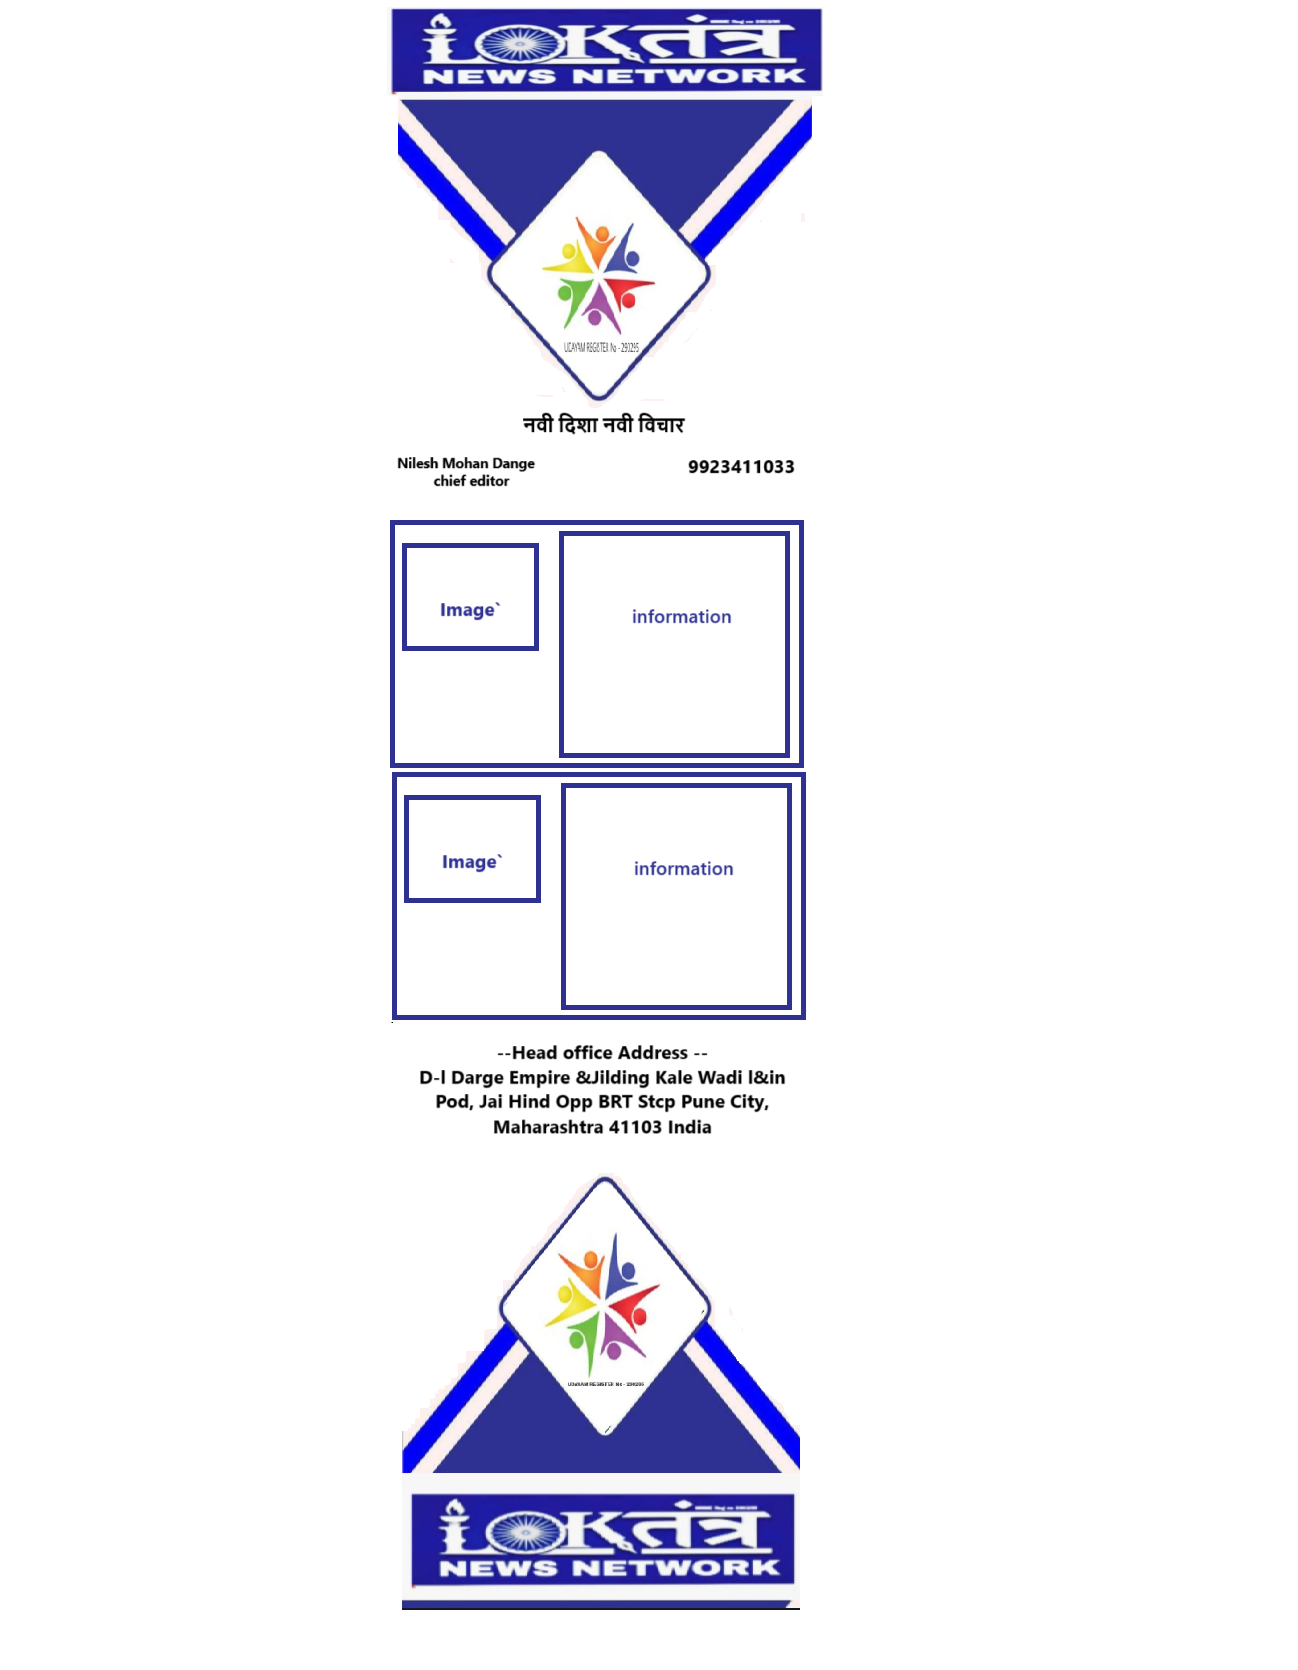 LOKतंत्र
NEWS NETWORK
UDAYAM REGISTER No - 290295
नवी दिशा नवी विचार
Nilesh Mohan Dange
chief editor
9923411033
Image`
information
Image`
information
--Head office Address --
D-l Darge Empire &Jilding Kale Wadi l&in
Pod, Jai Hind Opp BRT Stcp Pune City,
Maharashtra 41103 India
UDAYAM REGISTER No - 290295
LOKतंत्र
NEWS NETWORK